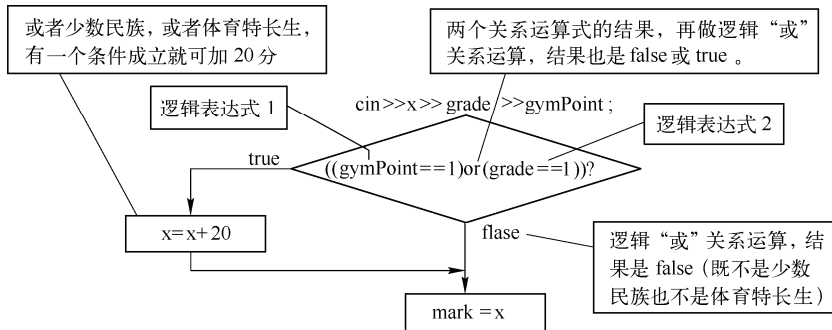 或者少数民族，或者体育特长生，
有一个条件成立就可加 20 分
两个关系运算式的结果，再做逻辑“或”
关系运算，结果也是 false 或 true 。
逻辑表达式 1
cin>>x>> grade >>gymPoint ;
逻辑表达式 2
true
((gymPoint==1)or(grade==1))?
x=x+20
flase
逻辑“或”关系运算，结
果是 false（既不是少数
民族也不是体育特长生）
mark =x